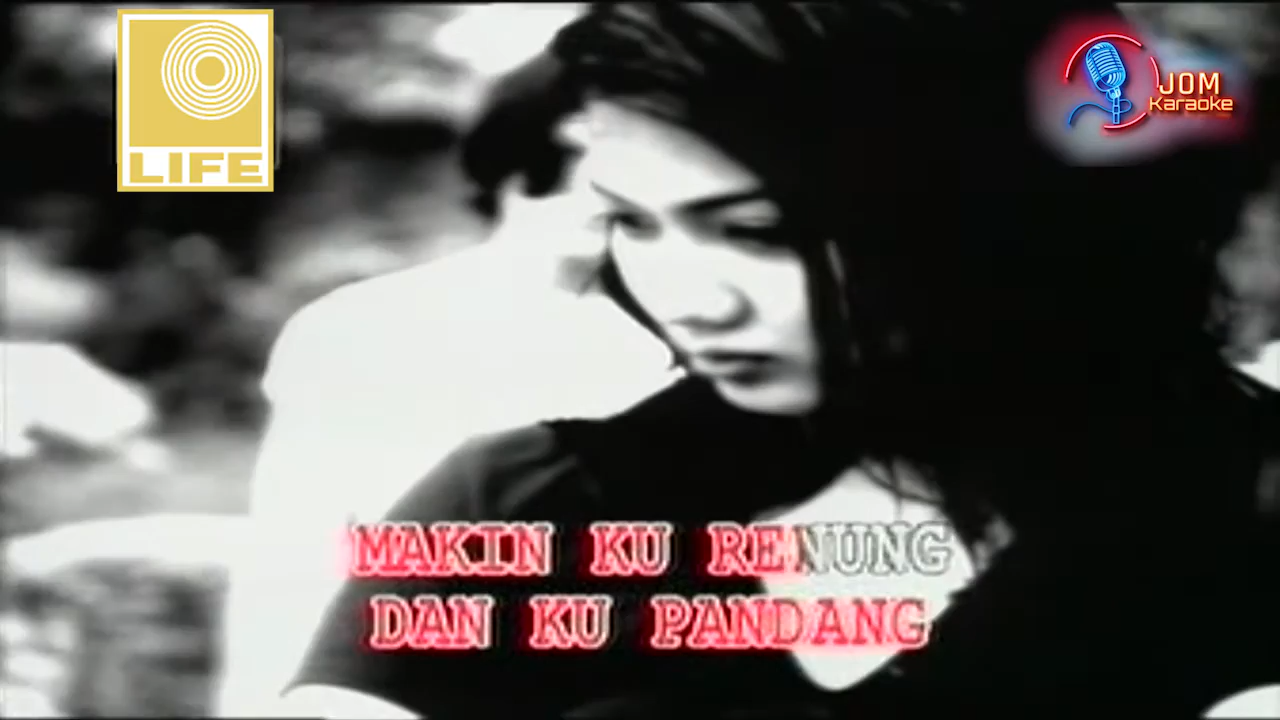 LIFE
JOM
Karaoke
MAKIN KU RENUNG
DAN KU PANDANG